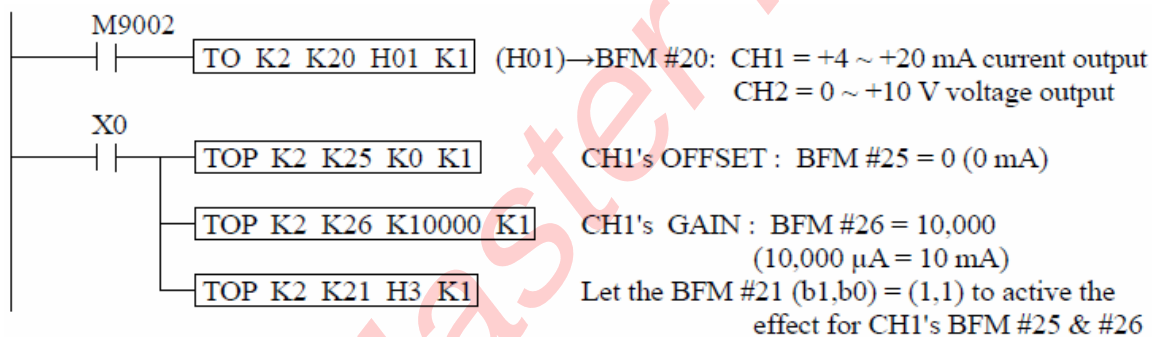 M9002
TO K2 K20 H01 K1 (H01)→BFM #20: CH1 = +4 ~ +20 mA current output
CH2 = 0 ~ +10 V voltage output
X0
TOP K2 K25 K0 K1 CH1's OFFSET : BFM #25 = 0 (0 mA)
TOP K2 K26 K10000 K1 CH1's GAIN : BFM #26 = 10,000
(10,000 μA = 10 mA)
TOP K2 K21 H3 K1 Let the BFM #21 (b1,b0) = (1,1) to active the
effect for CH1's BFM #25 & #26